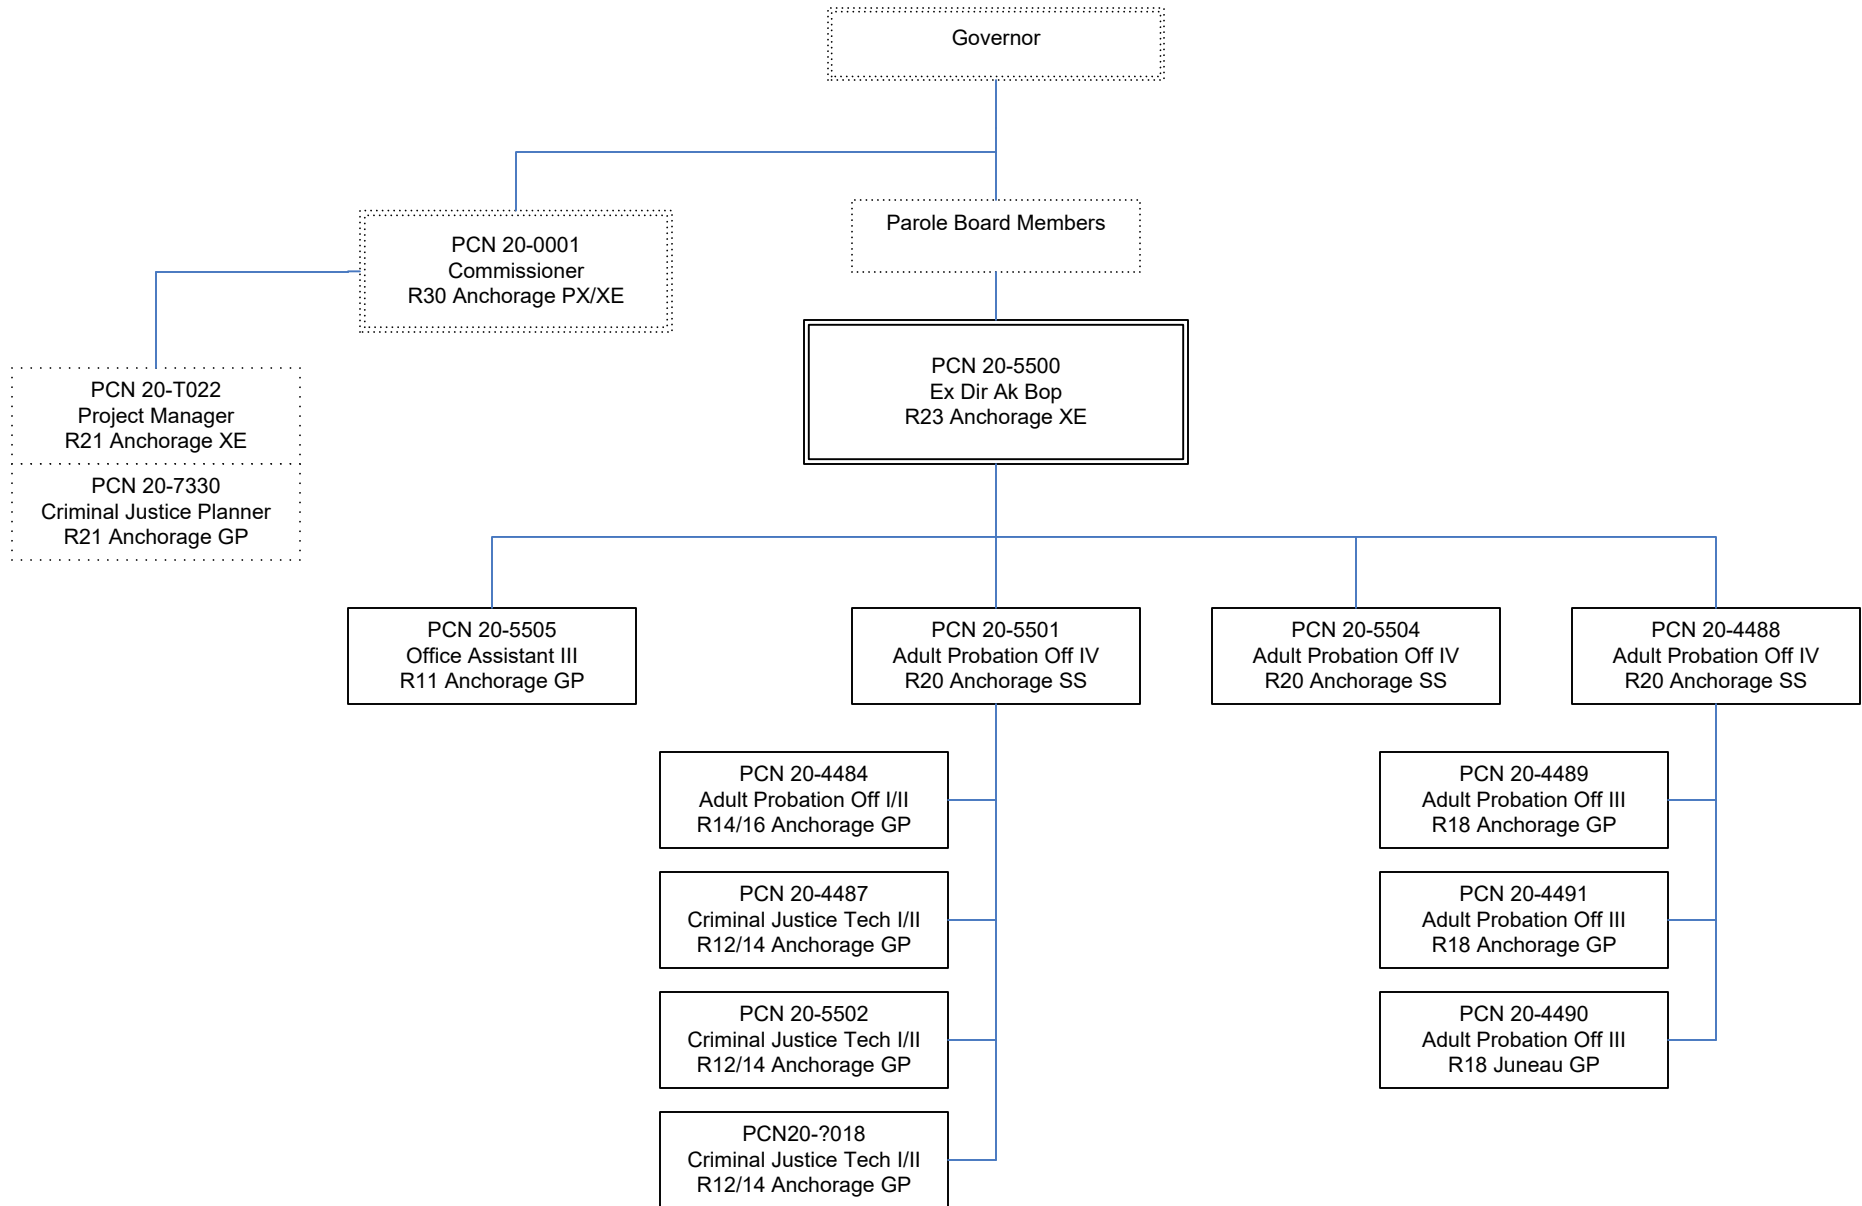 Governor
PCN 20-0001
Commissioner
R30 Anchorage PX/XE
Parole Board Members
PCN 20-T022
Project Manager
R21 Anchorage XE
PCN 20-7330
Criminal Justice Planner
R21 Anchorage GP
PCN 20-5500
Ex Dir Ak Bop
R23 Anchorage XE
PCN 20-5505
Office Assistant III
R11 Anchorage GP
PCN 20-5501
Adult Probation Off IV
R20 Anchorage SS
PCN 20-5504
Adult Probation Off IV
R20 Anchorage SS
PCN 20-4488
Adult Probation Off IV
R20 Anchorage SS
PCN 20-4484
Adult Probation Off I/II
R14/16 Anchorage GP
PCN 20-4487
Criminal Justice Tech I/II
R12/14 Anchorage GP
PCN 20-5502
Criminal Justice Tech I/II
R12/14 Anchorage GP
PCN20-?018
Criminal Justice Tech I/II
R12/14 Anchorage GP
PCN 20-4489
Adult Probation Off III
R18 Anchorage GP
PCN 20-4491
Adult Probation Off III
R18 Anchorage GP
PCN 20-4490
Adult Probation Off III
R18 Juneau GP